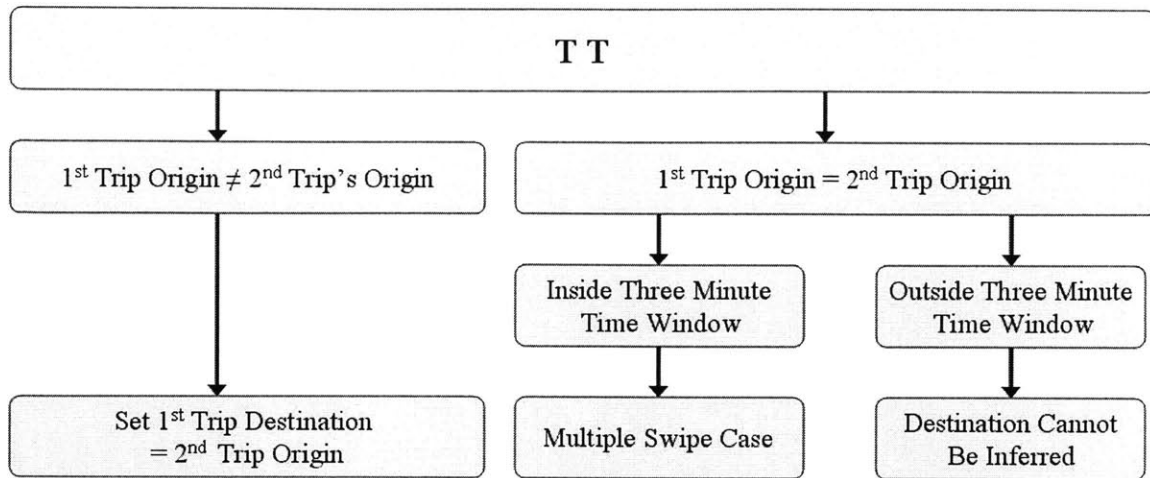 T T
1st Trip Origin ≠ 2nd Trip's Origin
1st Trip Origin = 2nd Trip Origin
Inside Three Minute
Time Window
Outside Three Minute
Time Window
Set 1st Trip Destination
= 2nd Trip Origin
Multiple Swipe Case
Destination Cannot
Be Inferred